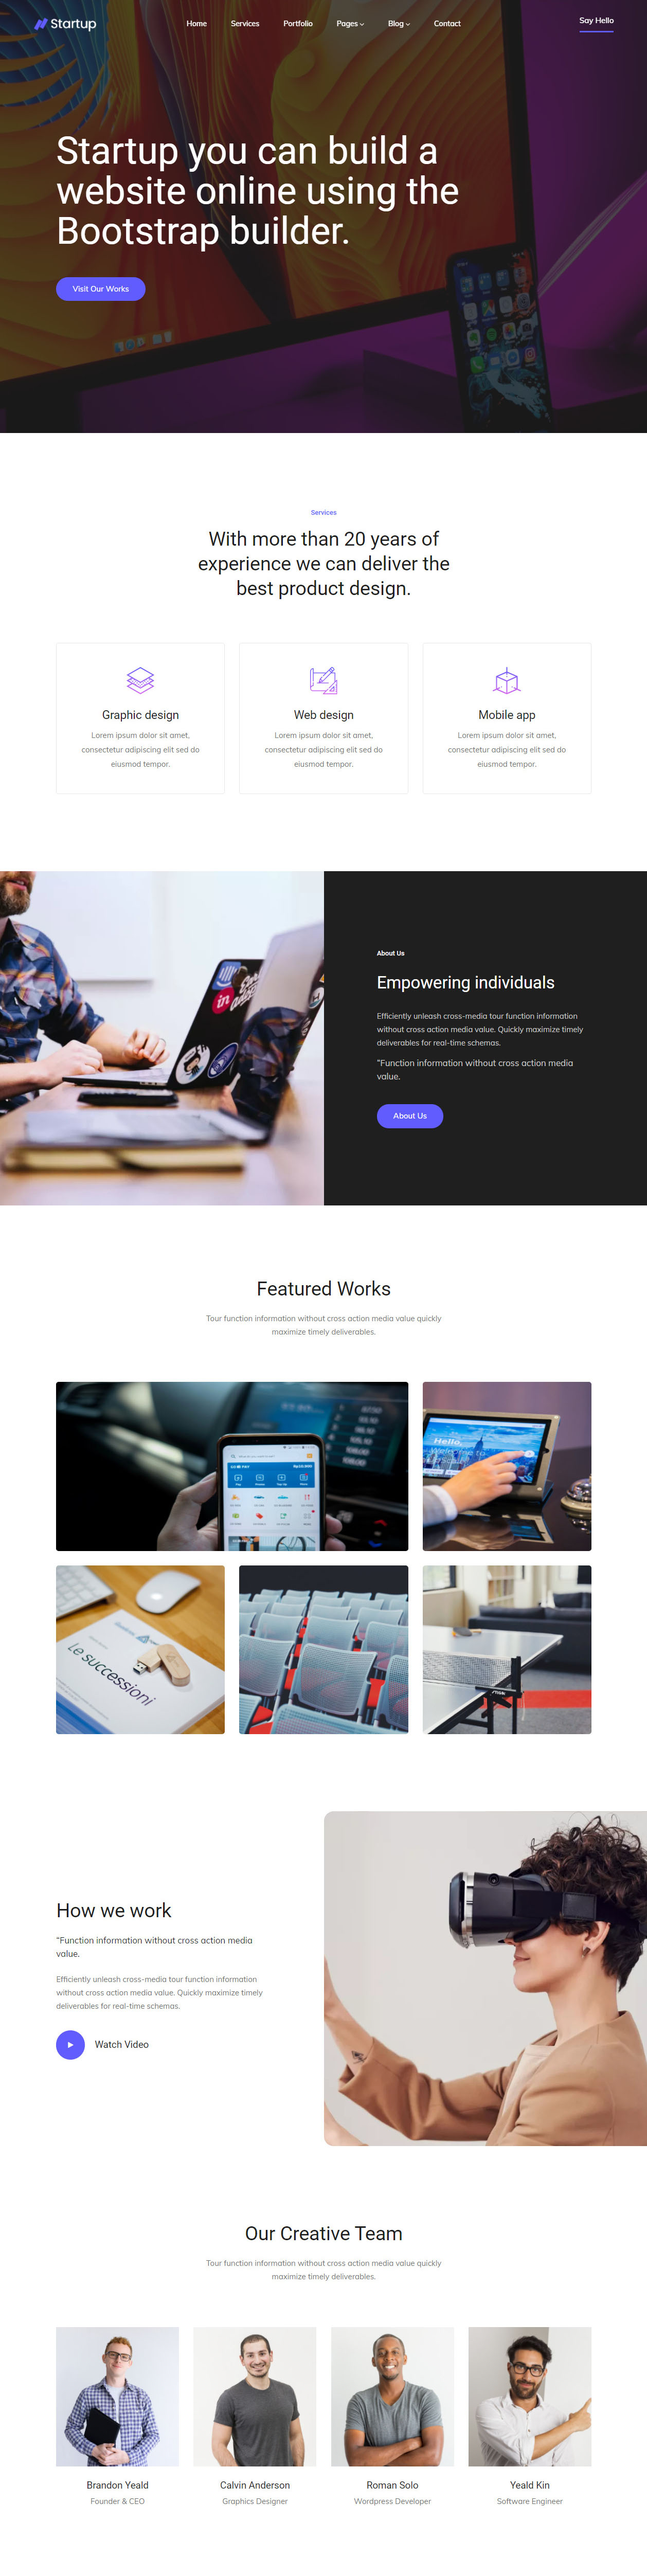 Startup
Home Services Portfolio Pages Blog Contact
Say Hello
Startup you can build a
website online using the
Bootstrap builder.
Visit Our Works
Services
With more than 20 years of
experience we can deliver the
best product design.
Graphic design
Lorem ipsum dolor sit amet,
consectetur adipiscing elit sed do
eiusmod tempor.
Web design
Lorem ipsum dolor sit amet,
consectetur adipiscing elit sed do
eiusmod tempor.
Mobile app
Lorem ipsum dolor sit amet,
consectetur adipiscing elit sed do
eiusmod tempor.
in
About Us
Empowering individuals
Efficiently unleash cross-media tour function information
without cross action media value. Quickly maximize timely
deliverables for real-time schemas.
“Function information without cross action media
value.
About Us
Featured Works
Tour function information without cross action media value quickly
maximize timely deliverables.
Hello,
Le successioni
How we work
“Function information without cross action media
value.
Efficiently unleash cross-media tour function information
without cross action media value. Quickly maximize timely
deliverables for real-time schemas.
Watch Video
Our Creative Team
Tour function information without cross action media value quickly
maximize timely deliverables.
Brandon Yeald
Founder & CEO
Calvin Anderson
Graphics Designer
Roman Solo
Wordpress Developer
Yeald Kin
Software Engineer